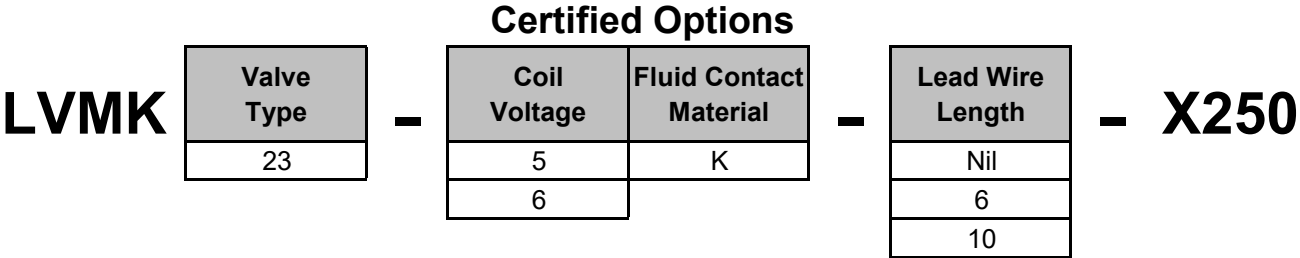 Certified Options
LVMK
Valve
Type
23
-
Coil
Voltage
5
6
Fluid Contact
Material
K
-
Lead Wire
Length
Nil
6
10
-
X250